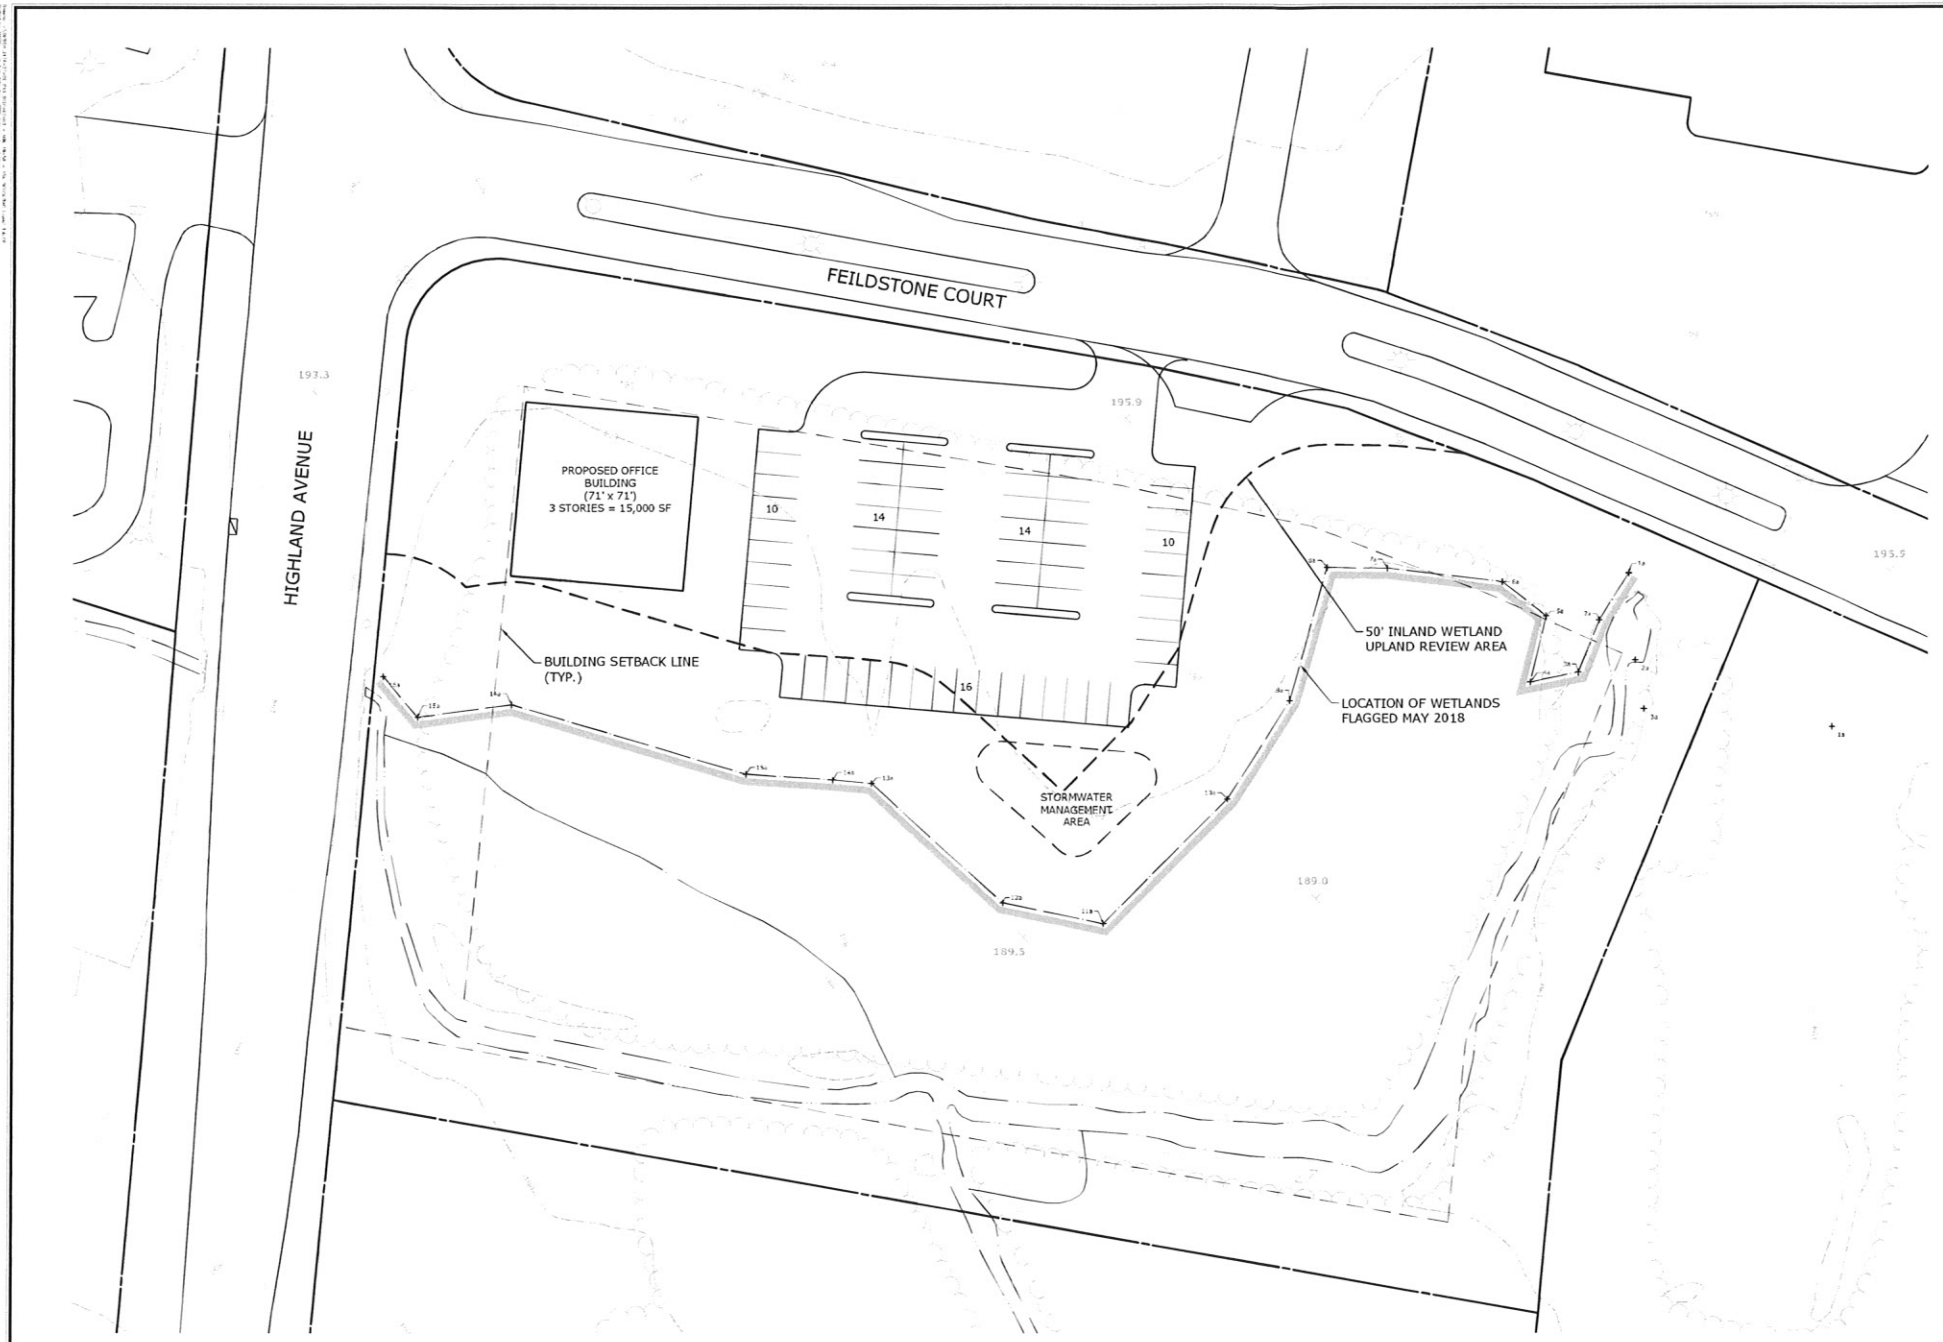 FEILDSTONE COURT
193.3
195.9
HIGHLAND AVENUE
PROPOSED OFFICE
BUILDING
(71' x 71')
3 STORIES = 15,000 SF
10
14
14
10
193.5
50' INLAND WETLAND
UPLAND REVIEW AREA
BUILDING SETBACK LINE
(TYP.)
16
LOCATION OF WETLANDS
FLAGGED MAY 2018
STORMWATER
MANAGEMENT
AREA
189.0
189.5